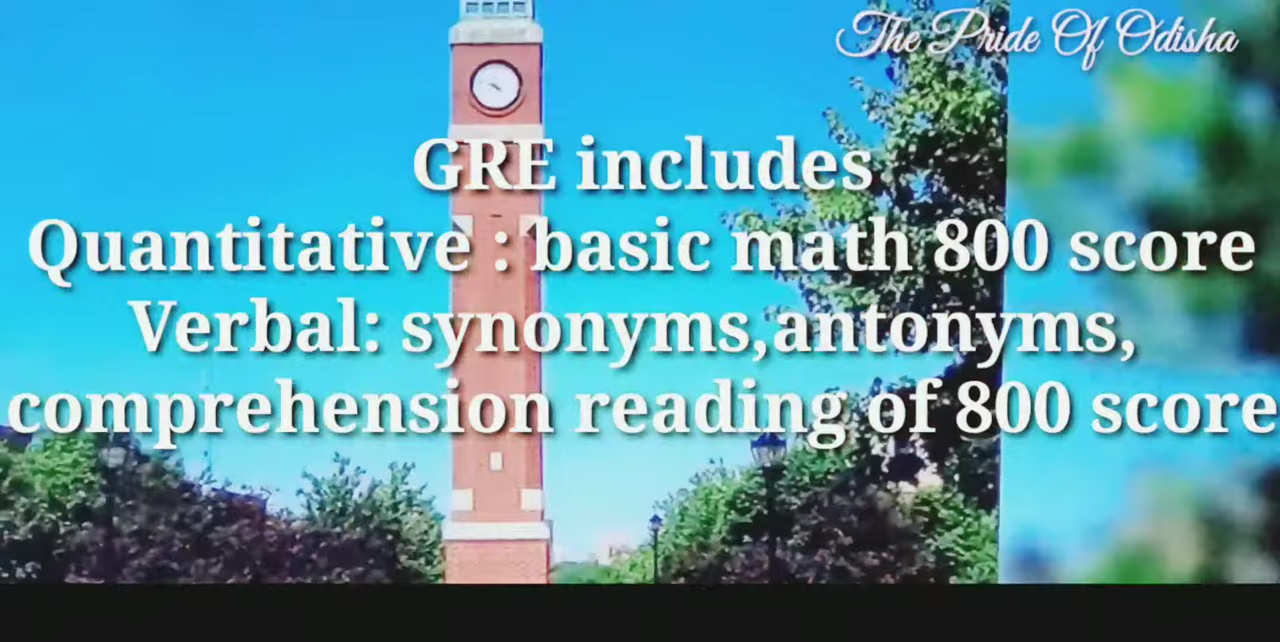 The Pride Of Odisha
GRE includes
Quantitative : basic math 800 score
Verbal: synonyms,antonyms,
comprehension reading of 800 score